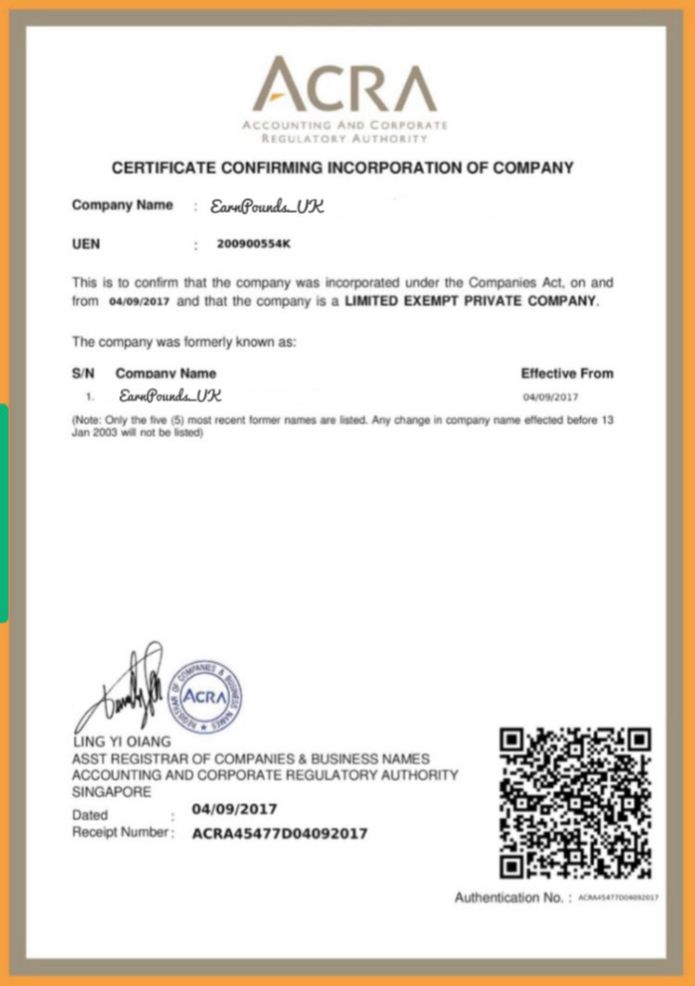 ACRA
ACCOUNTING AND CORPORATE
REGULATORY AUTHORITY
CERTIFICATE CONFIRMING INCORPORATION OF COMPANY
Company Name : EarnPounds_UK
UEN : 200900554K
This is to confirm that the company was incorporated under the Companies Act, on and
from 04/09/2017 and that the company is a LIMITED EXEMPT PRIVATE COMPANY.
The company was formerly known as:
S/N Company Name Effective From
1. EarnPounds_UK 04/09/2017
(Note: Only the five (5) most recent former names are listed. Any change in company name effected before 13
Jan 2003 will not be listed)
REGISTRAR OF COMPANIES & BUSINESS NAMES
ACRA
LING YI OIANG
ASST REGISTRAR OF COMPANIES & BUSINESS NAMES
ACCOUNTING AND CORPORATE REGULATORY AUTHORITY
SINGAPORE
Dated : 04/09/2017
Receipt Number : ACRA45477D04092017
Authentication No. : ACRA45477D04092017